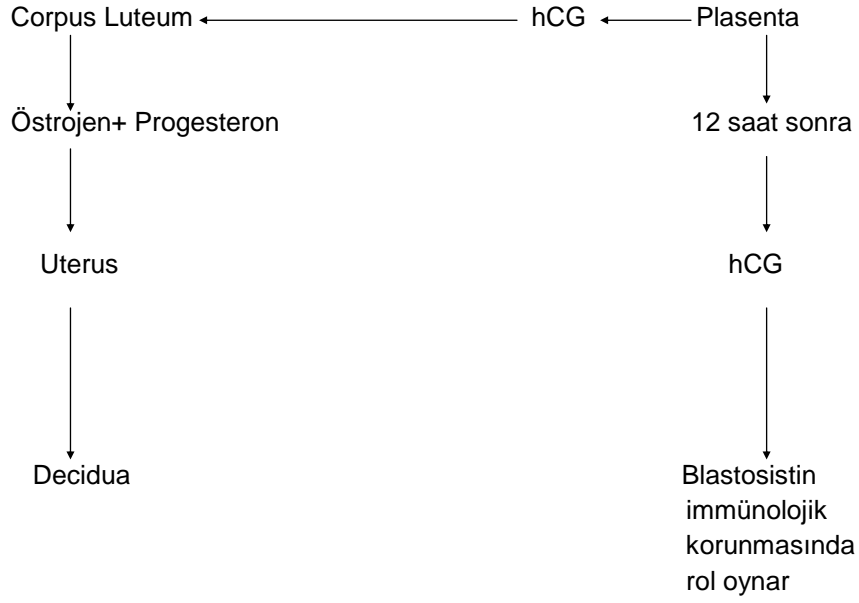 Corpus Luteum hCG Plasenta
Östrojen+ Progesteron 12 saat sonra
Uterus hCG
Decidua Blastosistin
immünolojik
korunmasında
rol oynar